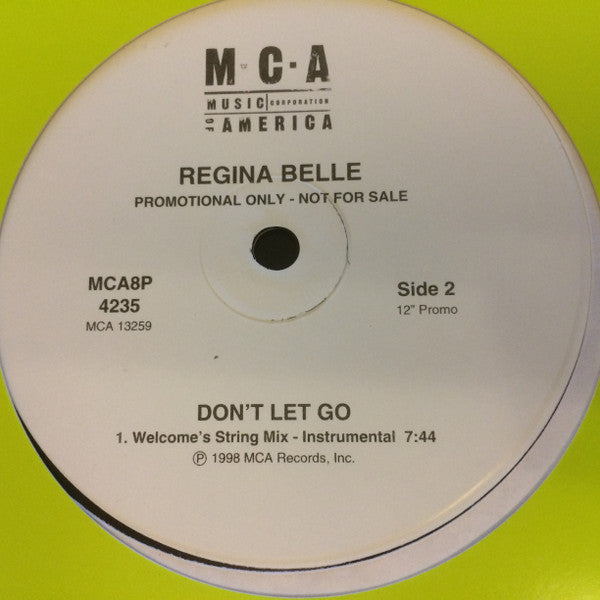 M·C·A
MUSIC CORPORATION
OF AMERICA
REGINA BELLE
PROMOTIONAL ONLY - NOT FOR SALE
MCA8P
4235
MCA 13259
Side 2
12" Promo
DON'T LET GO
1. Welcome's String Mix - Instrumental 7:44
℗ 1998 MCA Records, Inc.